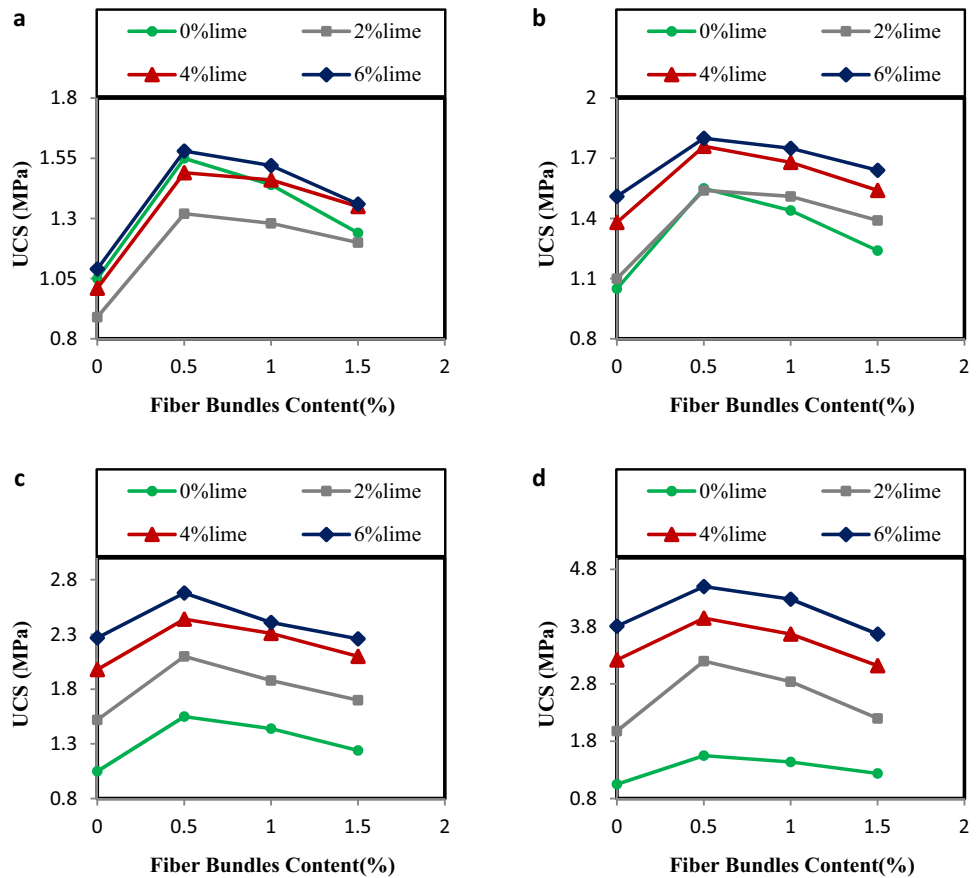 a
0%lime 2%lime
4%lime 6%lime
1.8
1.55
1.3
1.05
0.8
UCS (MPa)
0 0.5 1 1.5 2
Fiber Bundles Content(%)
b
0%lime 2%lime
4%lime 6%lime
2
1.7
1.4
1.1
0.8
UCS (MPa)
0 0.5 1 1.5 2
Fiber Bundles Content(%)
c
0%lime 2%lime
4%lime 6%lime
2.8
2.3
1.8
1.3
0.8
UCS (MPa)
0 0.5 1 1.5 2
Fiber Bundles Content(%)
d
0%lime 2%lime
4%lime 6%lime
4.8
3.8
2.8
1.8
0.8
UCS (MPa)
0 0.5 1 1.5 2
Fiber Bundles Content(%)